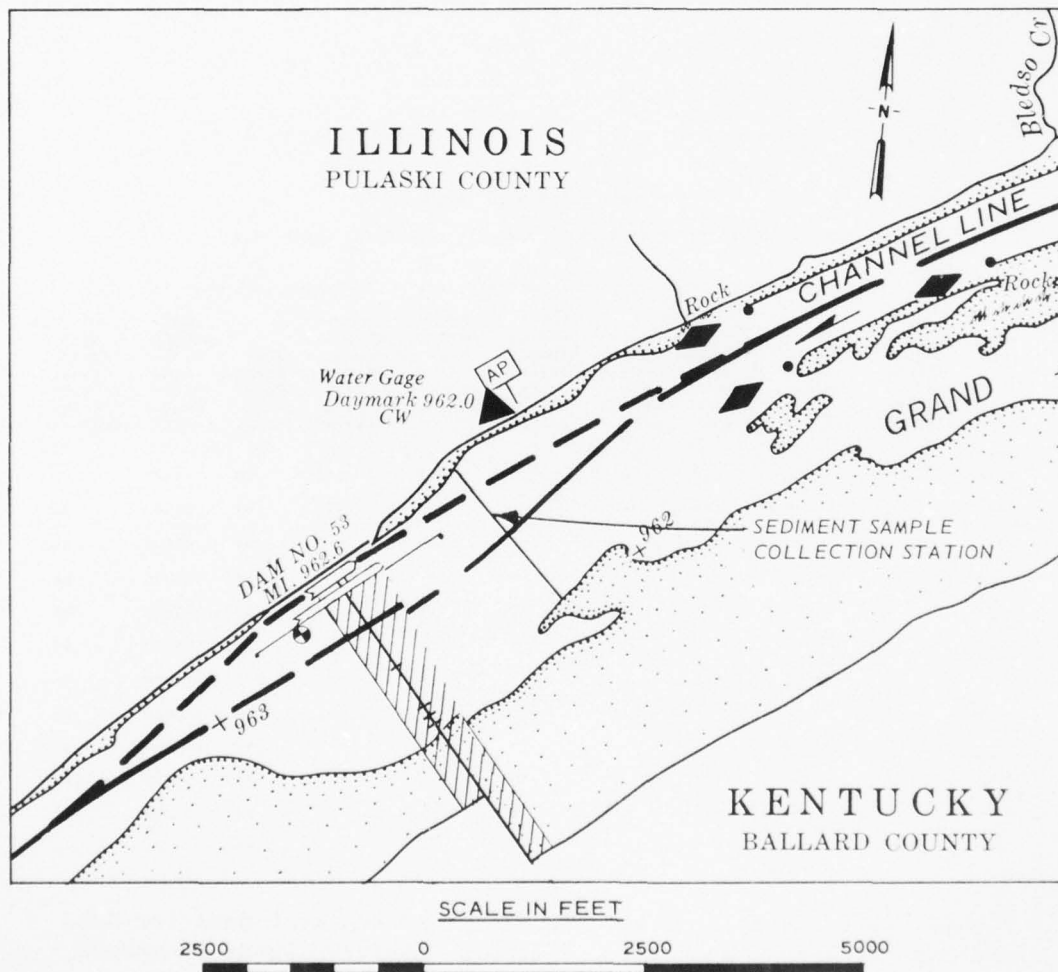 Bledso Cr
N
ILLINOIS
PULASKI COUNTY
CHANNEL LINE
Rock
Rock
AP
Water Gage
Daymark 962.0
CW
GRAND
DAM NO. 53
MI. 962.6
962
SEDIMENT SAMPLE
COLLECTION STATION
963
KENTUCKY
BALLARD COUNTY
SCALE IN FEET
2500 0 2500 5000